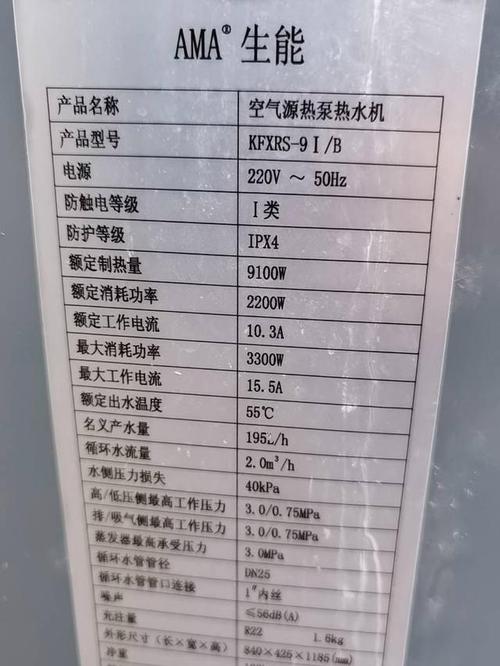 AMA® 生能
产品名称 空气源热泵热水机
产品型号 KFXRS-9Ⅰ/B
电源 220V ～ 50Hz
防触电等级 Ⅰ类
防护等级 IPX4
额定制热量 9100W
额定消耗功率 2200W
额定工作电流 10.3A
最大消耗功率 3300W
最大工作电流 15.5A
额定出水温度 55℃
名义产水量 195L/h
循环水流量 2.0m³/h
水侧压力损失 40kPa
高/低压侧最高工作压力 3.0/0.75MPa
排/吸气侧最高工作压力 3.0/0.75MPa
蒸发器最高承受压力 3.0MPa
循环水管管径 DN25
循环水管管口连接 1"内丝
噪声 ≤56dB(A)
充注量 R22 1.6kg
外形尺寸（长×宽×高） 840×425×1185(mm)
净重